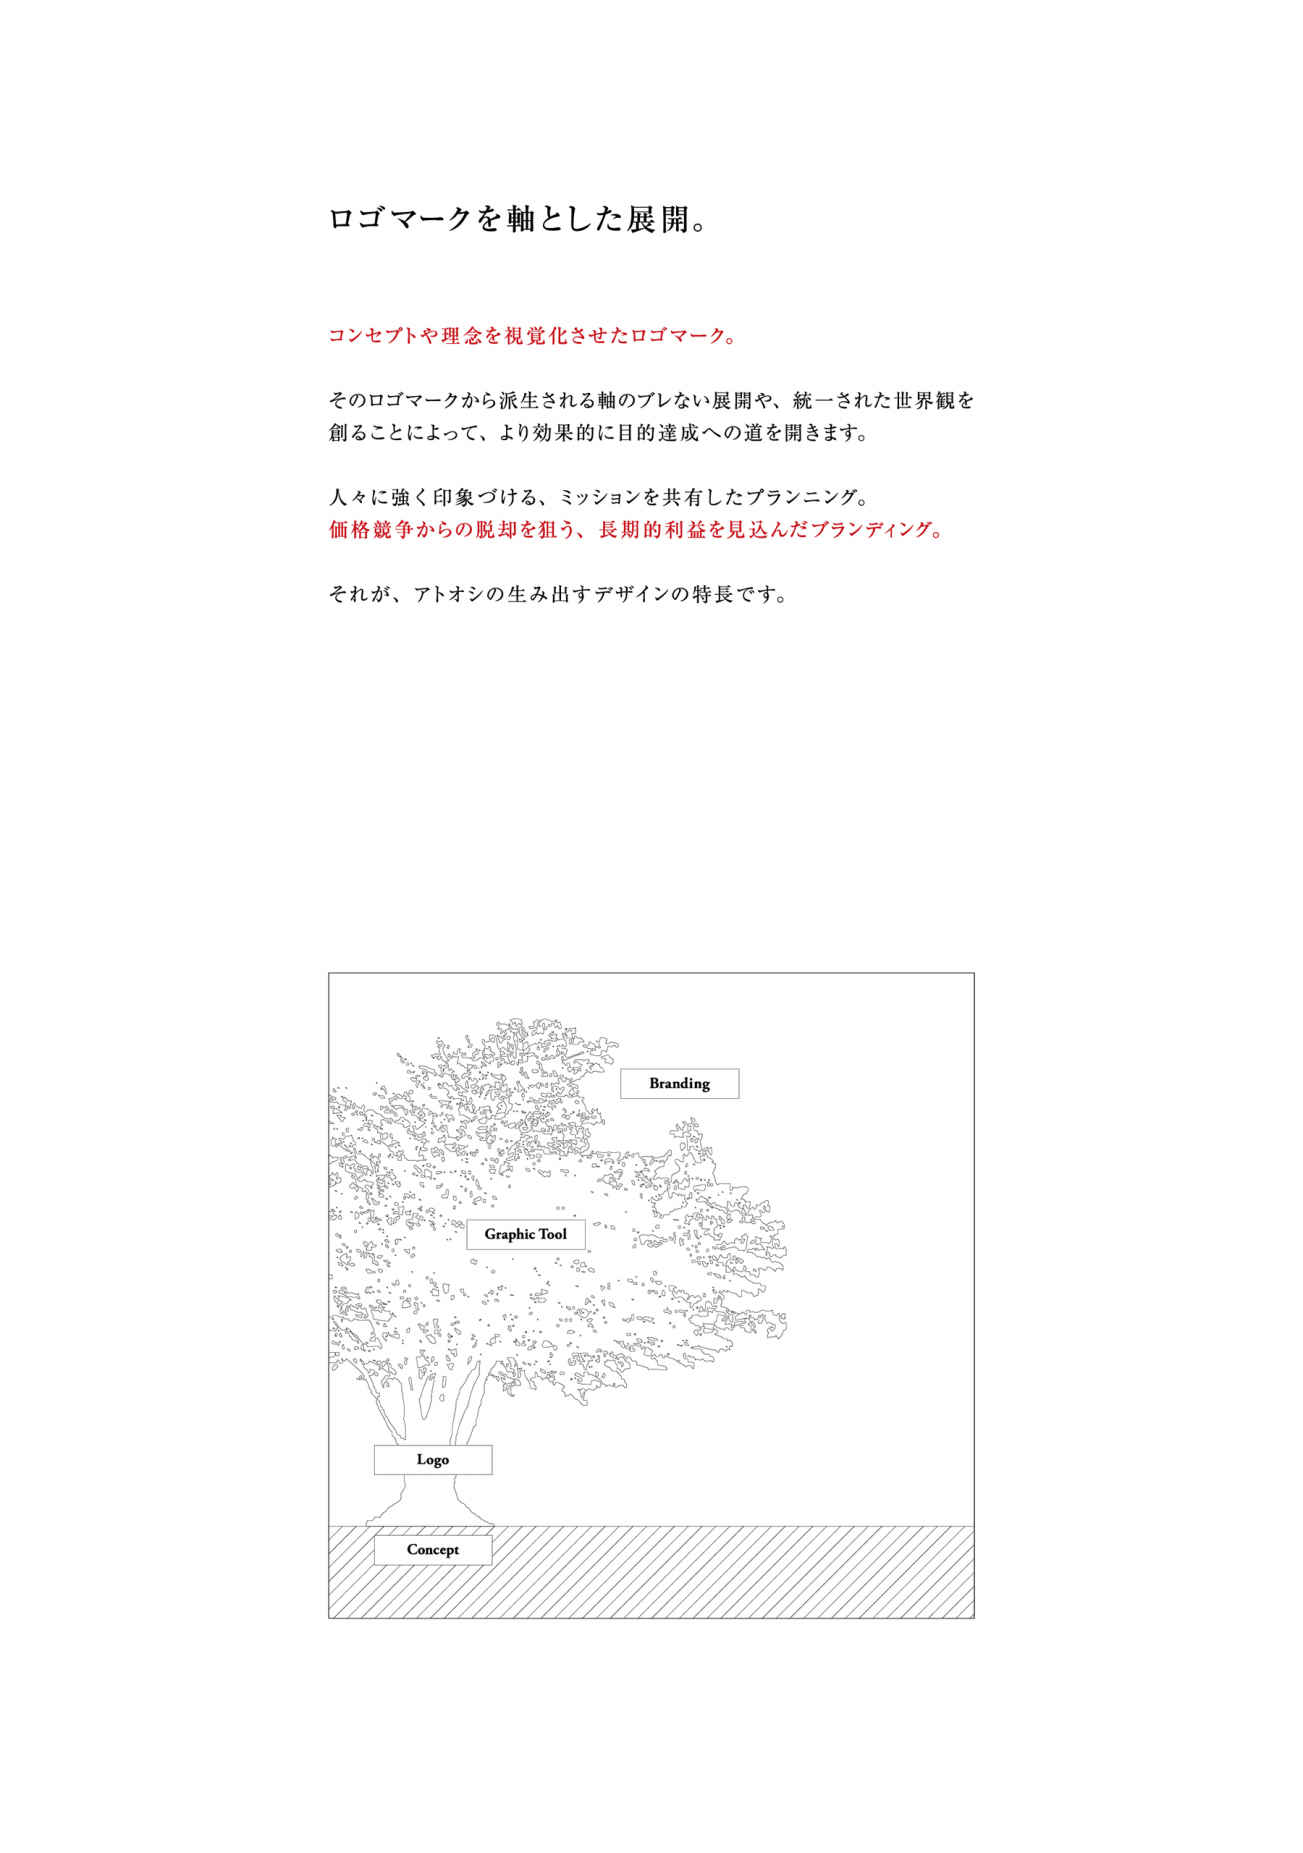 ロゴマークを軸とした展開。
コンセプトや理念を視覚化させたロゴマーク。
そのロゴマークから派生される軸のブレない展開や、統一された世界観を
創ることによって、より効果的に目的達成への道を開きます。
人々に強く印象づける、ミッションを共有したプランニング。
価格競争からの脱却を狙う、長期的利益を見込んだブランディング。
それが、アトオシの生み出すデザインの特長です。
Branding
Graphic Tool
Logo
Concept